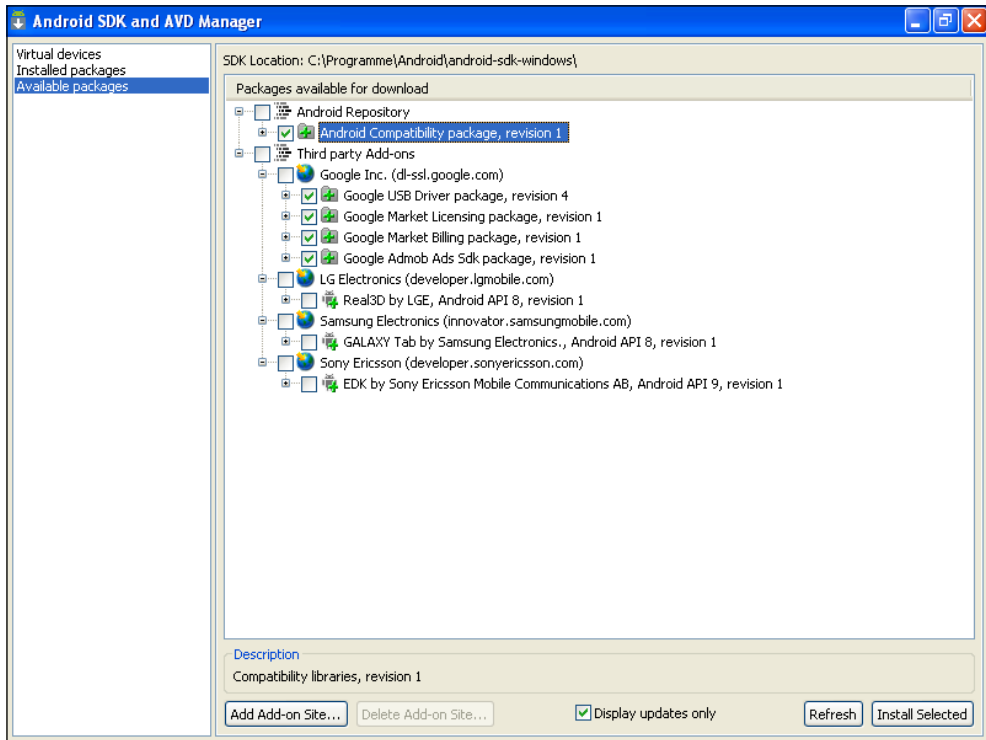 Android SDK and AVD Manager
Virtual devices
Installed packages
Available packages
SDK Location: C:\Programme\Android\android-sdk-windows\
Packages available for download
Android Repository
Android Compatibility package, revision 1
Third party Add-ons
Google Inc. (dl-ssl.google.com)
Google USB Driver package, revision 4
Google Market Licensing package, revision 1
Google Market Billing package, revision 1
Google Admob Ads Sdk package, revision 1
LG Electronics (developer.lgmobile.com)
Real3D by LGE, Android API 8, revision 1
Samsung Electronics (innovator.samsungmobile.com)
GALAXY Tab by Samsung Electronics., Android API 8, revision 1
Sony Ericsson (developer.sonyericsson.com)
EDK by Sony Ericsson Mobile Communications AB, Android API 9, revision 1
Description
Compatibility libraries, revision 1
Add Add-on Site... Delete Add-on Site... Display updates only Refresh Install Selected